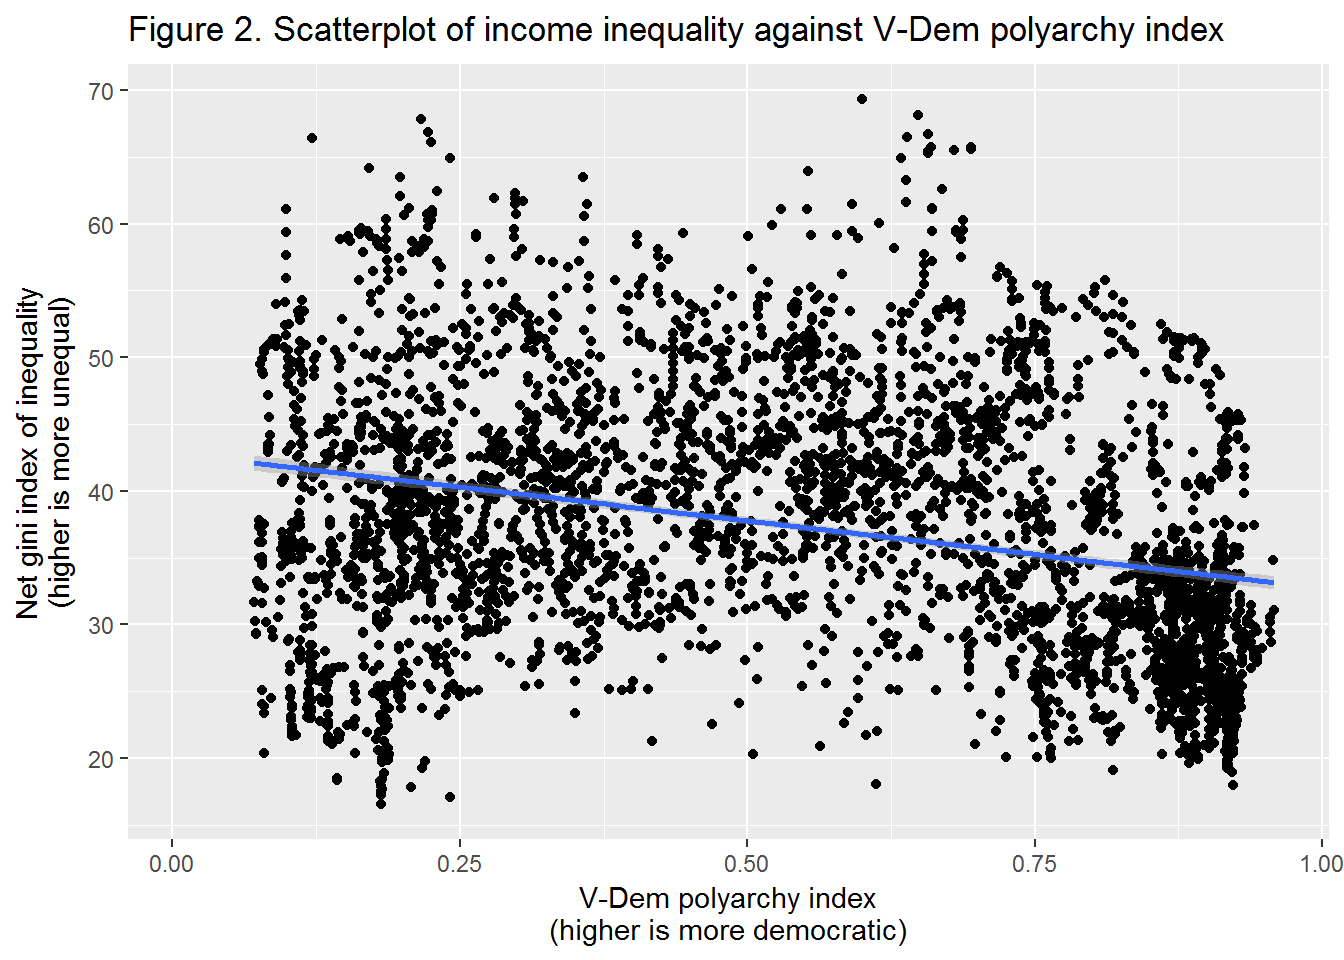 Figure 2. Scatterplot of income inequality against V-Dem polyarchy index
Net gini index of inequality
(higher is more unequal)
70
60
50
40
30
20
0.00
0.25
0.50
0.75
1.00
V-Dem polyarchy index
(higher is more democratic)